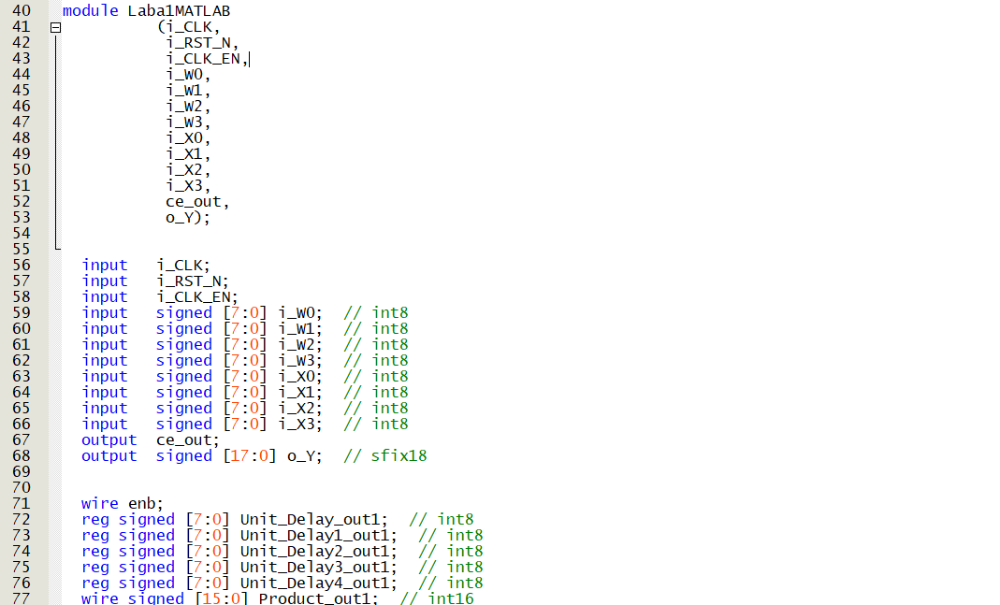 40 module Laba1MATLAB
41 (i_CLK,
42 i_RST_N,
43 i_CLK_EN,
44 i_W0,
45 i_W1,
46 i_W2,
47 i_W3,
48 i_X0,
49 i_X1,
50 i_X2,
51 i_X3,
52 ce_out,
53 o_Y);
54
55
56 input i_CLK;
57 input i_RST_N;
58 input i_CLK_EN;
59 input signed [7:0] i_W0; // int8
60 input signed [7:0] i_W1; // int8
61 input signed [7:0] i_W2; // int8
62 input signed [7:0] i_W3; // int8
63 input signed [7:0] i_X0; // int8
64 input signed [7:0] i_X1; // int8
65 input signed [7:0] i_X2; // int8
66 input signed [7:0] i_X3; // int8
67 output ce_out;
68 output signed [17:0] o_Y; // sfix18
69
70
71 wire enb;
72 reg signed [7:0] Unit_Delay_out1; // int8
73 reg signed [7:0] Unit_Delay1_out1; // int8
74 reg signed [7:0] Unit_Delay2_out1; // int8
75 reg signed [7:0] Unit_Delay3_out1; // int8
76 reg signed [7:0] Unit_Delay4_out1; // int8
77 wire signed [15:0] Product_out1; // int16